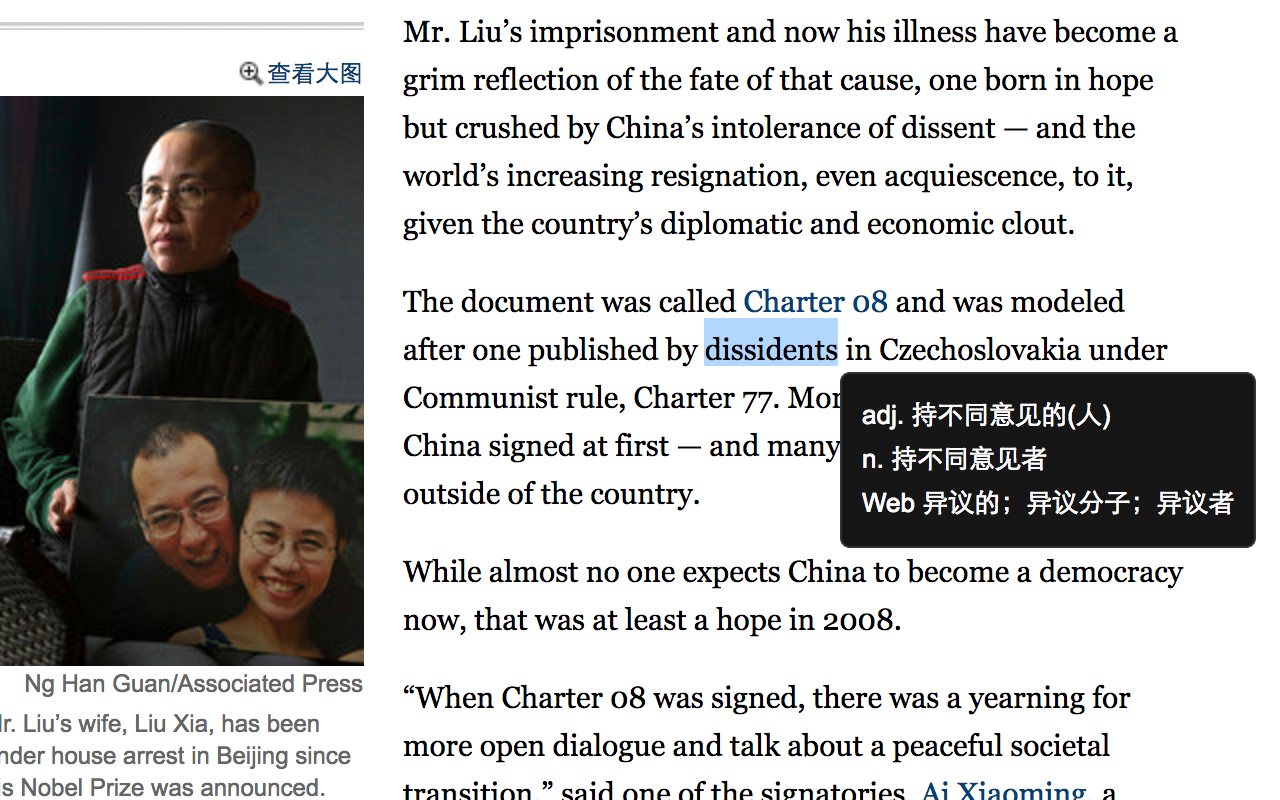 查看大图
Ng Han Guan/Associated Press
Liu’s wife, Liu Xia, has been
house arrest in Beijing since
Nobel Prize was announced.
Mr. Liu’s imprisonment and now his illness have become a
grim reflection of the fate of that cause, one born in hope
but crushed by China’s intolerance of dissent — and the
world’s increasing resignation, even acquiescence, to it,
given the country’s diplomatic and economic clout.
The document was called Charter 08 and was modeled
after one published by dissidents in Czechoslovakia under
Communist rule, Charter 77. Mor
China signed at first — and many
outside of the country.
adj. 持不同意见的(人)
n. 持不同意见者
Web 异议的；异议分子；异议者
While almost no one expects China to become a democracy
now, that was at least a hope in 2008.
“When Charter 08 was signed, there was a yearning for
more open dialogue and talk about a peaceful societal
transition,” said one of the signatories, Ai Xiaoming, a